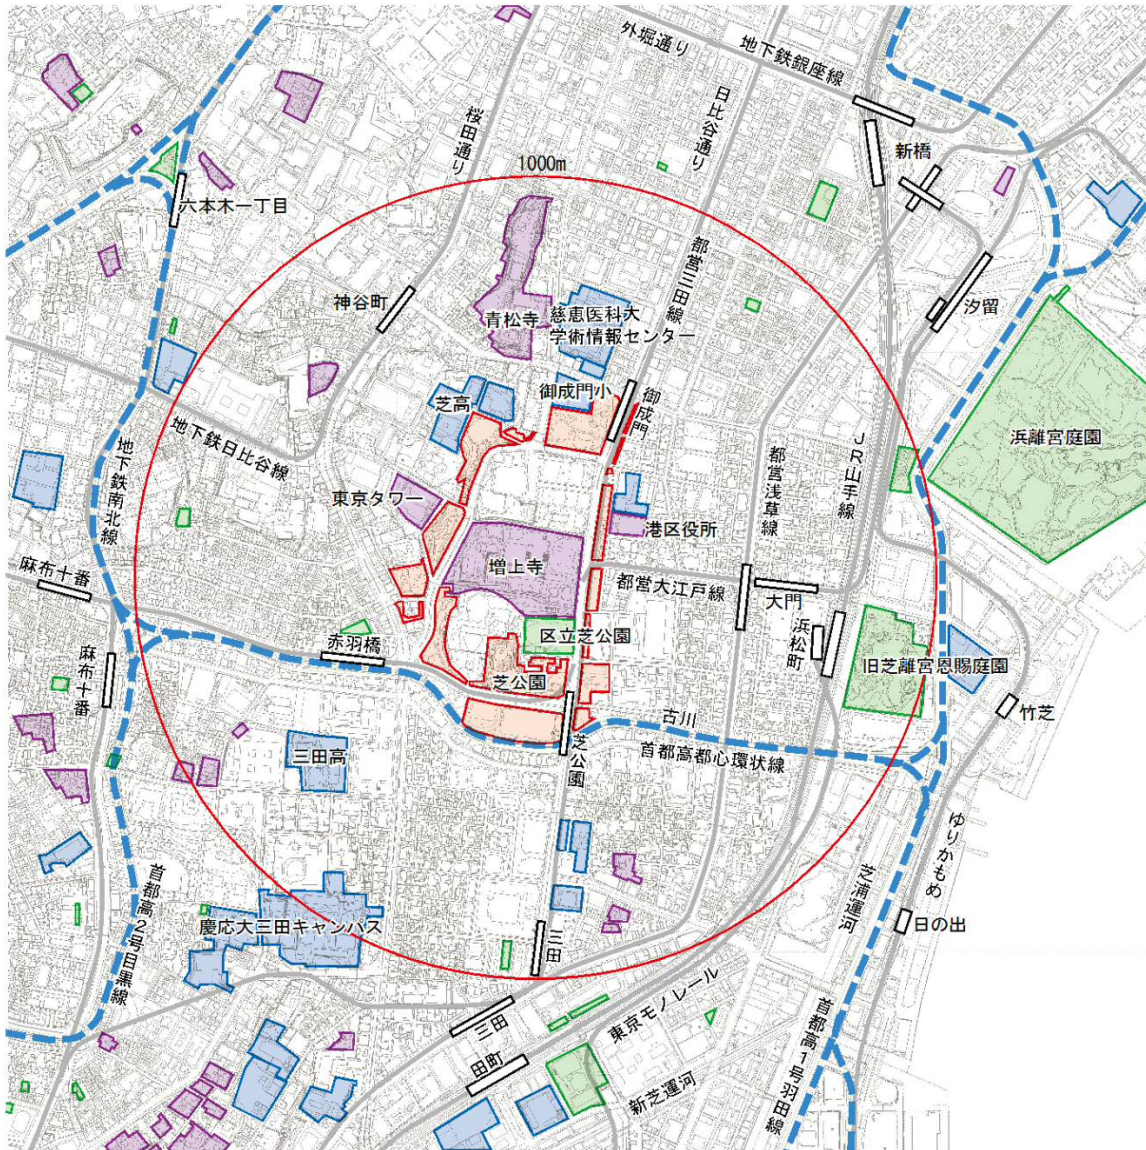 外堀通り
地下鉄銀座線
日比谷通り
桜田通り
新橋
1000m
六本木一丁目
都営三田線
神谷町
汐留
青松寺
慈恵医科大
学術情報センター
御成門小
御成門
芝高
浜離宮庭園
地下鉄日比谷線
JR山手線
地下鉄南北線
都営浅草線
東京タワー
港区役所
増上寺
麻布十番
都営大江戸線
大門
浜松町
区立芝公園
赤羽橋
麻布十番
旧芝離宮恩賜庭園
芝公園
竹芝
古川
首都高都心環状線
芝公園
三田高
ゆりかもめ
芝浦運河
首都高2号目黒線
慶応大三田キャンパス
日の出
三田
東京モノレール
三田
田町
首都高1号羽田線
新芝運河